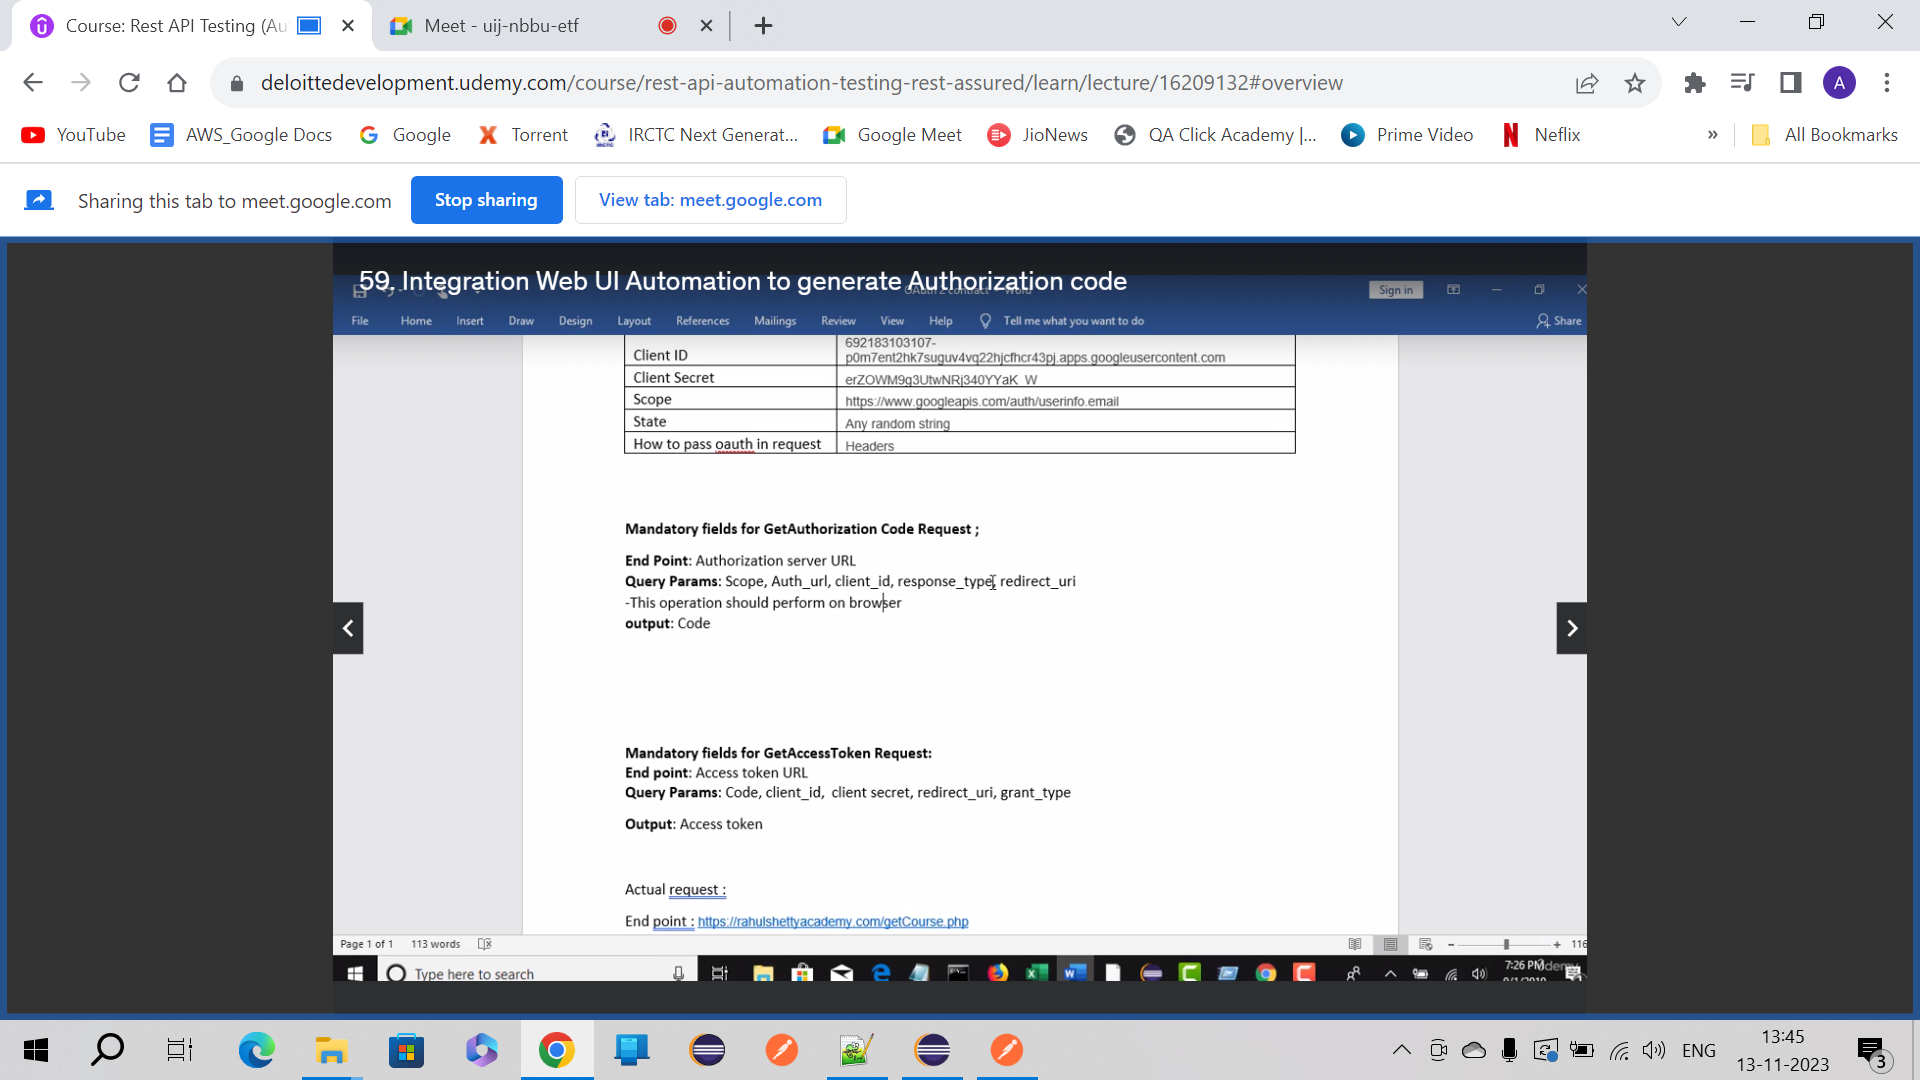 Course: Rest API Testing (Au
Meet - uij-nbbu-etf
deloittedevelopment.udemy.com/course/rest-api-automation-testing-rest-assured/learn/lecture/16209132#overview
A
YouTube
AWS_Google Docs
Google
Torrent
IRCTC Next Generat...
Google Meet
JioNews
QA Click Academy |...
Prime Video
Neflix
»
All Bookmarks
Sharing this tab to meet.google.com
Stop sharing
View tab: meet.google.com
59. Integration Web UI Automation to generate Authorization code
Sign in
File Home Insert Draw Design Layout References Mailings Review View Help Tell me what you want to do Share
Client ID 692183103107-
p0m7ent2hk7suguv4vq22hjcfhcr43pj.apps.googleusercontent.com
Client Secret erZOWM9g3UtwNRj340YYaK_W
Scope https://www.googleapis.com/auth/userinfo.email
State Any random string
How to pass oauth in request Headers
Mandatory fields for GetAuthorization Code Request ;
End Point: Authorization server URL
Query Params: Scope, Auth_url, client_id, response_type, redirect_uri
-This operation should perform on browser
output: Code
Mandatory fields for GetAccessToken Request:
End point: Access token URL
Query Params: Code, client_id, client secret, redirect_uri, grant_type
Output: Access token
Actual request :
End point : https://rahulshettyacademy.com/getCourse.php
Page 1 of 1 113 words
116
Type here to search
7:26 PM
ENG
13:45
13-11-2023
3